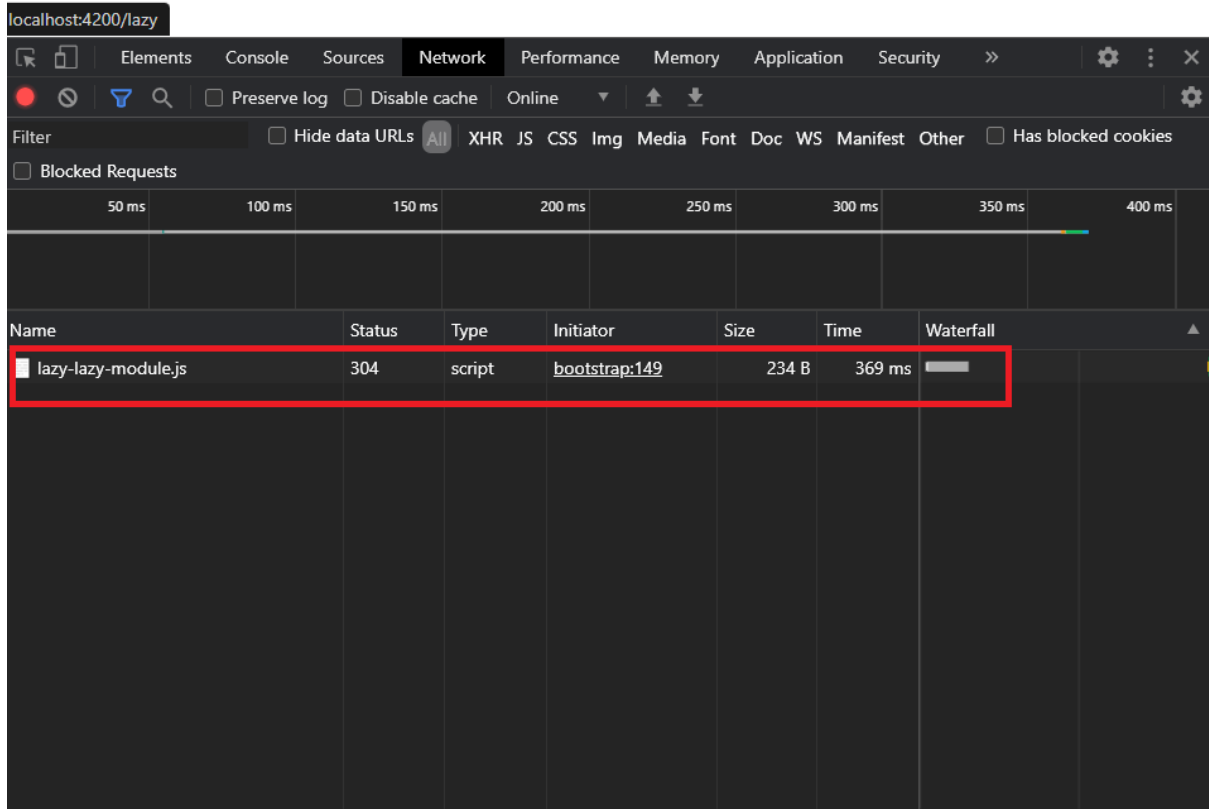 localhost:4200/lazy
Elements Console Sources Network Performance Memory Application Security »
Preserve log Disable cache Online
Filter Hide data URLs All XHR JS CSS Img Media Font Doc WS Manifest Other Has blocked cookies
Blocked Requests
50 ms 100 ms 150 ms 200 ms 250 ms 300 ms 350 ms 400 ms
Name Status Type Initiator Size Time Waterfall
lazy-lazy-module.js 304 script bootstrap:149 234 B 369 ms